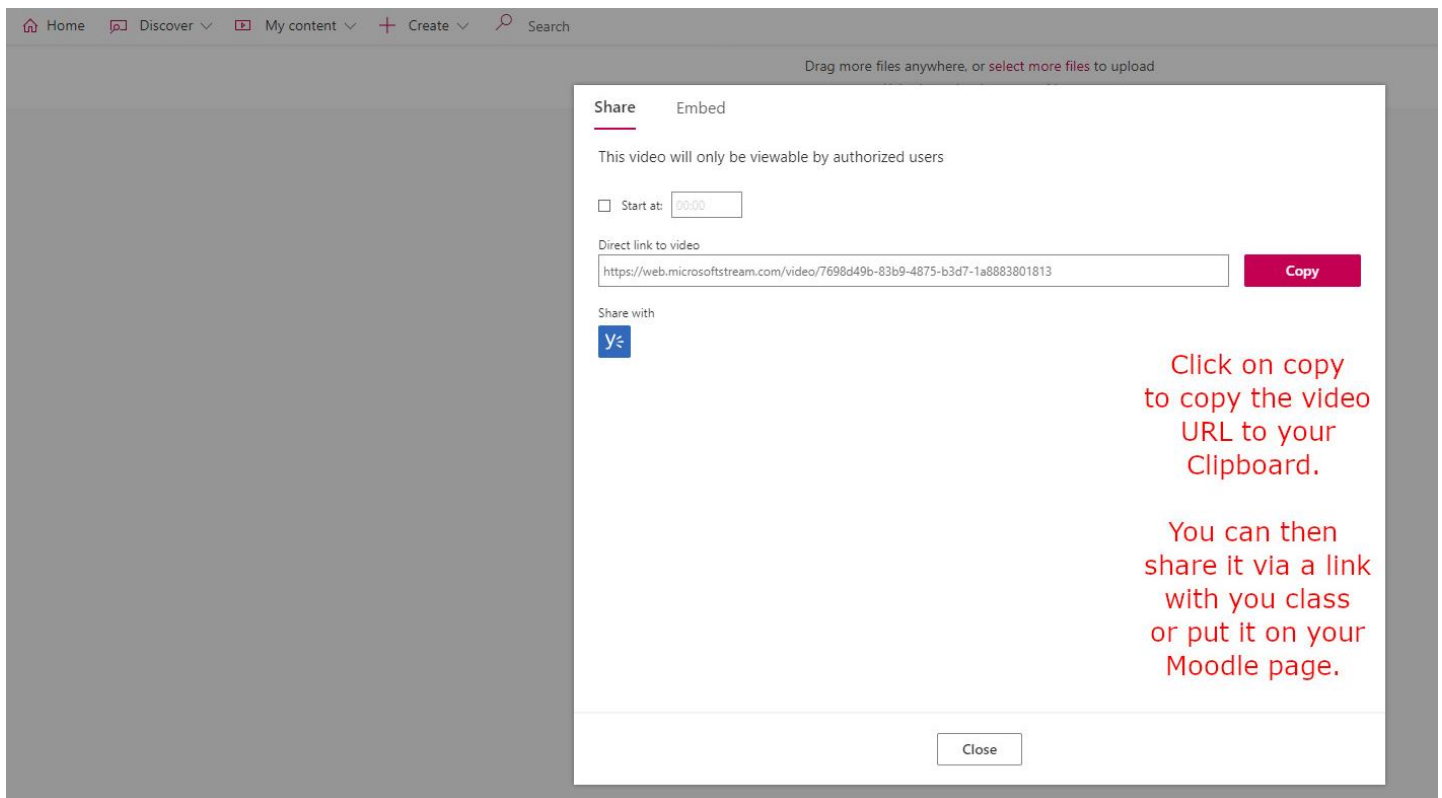 Home Discover My content Create Search
Drag more files anywhere, or select more files to upload
Share Embed
This video will only be viewable by authorized users
Start at: 00:00
Direct link to video
https://web.microsoftstream.com/video/7698d49b-83b9-4875-b3d7-1a8883801813 Copy
Share with
Click on copy
to copy the video
URL to your
Clipboard.
You can then
share it via a link
with you class
or put it on your
Moodle page.
Close